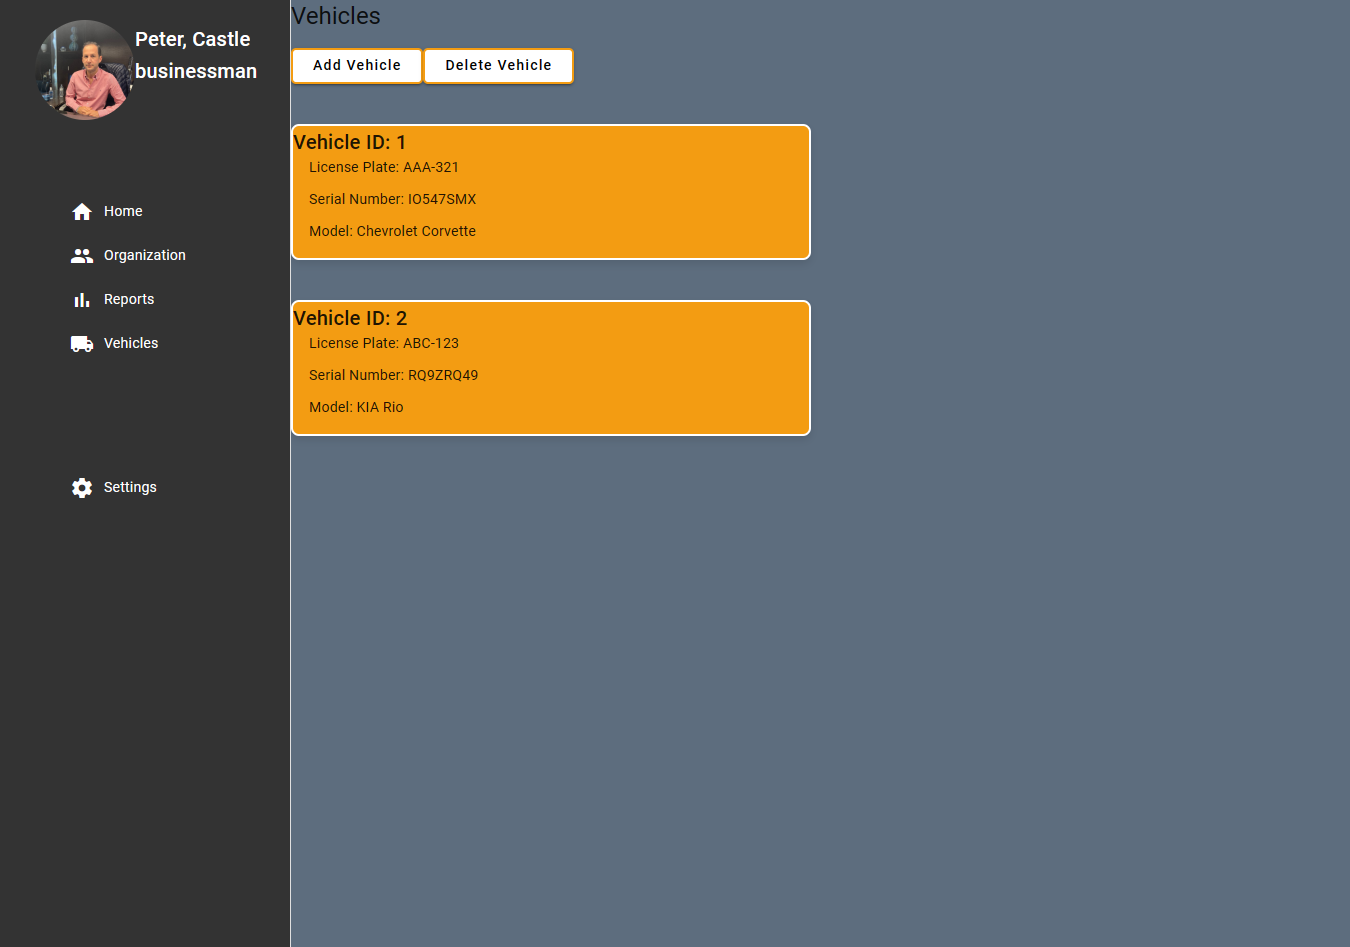 Peter, Castle
businessman
Home
Organization
Reports
Vehicles
Settings
Vehicles
Add Vehicle
Delete Vehicle
Vehicle ID: 1
License Plate: AAA-321
Serial Number: IO547SMX
Model: Chevrolet Corvette
Vehicle ID: 2
License Plate: ABC-123
Serial Number: RQ9ZRQ49
Model: KIA Rio